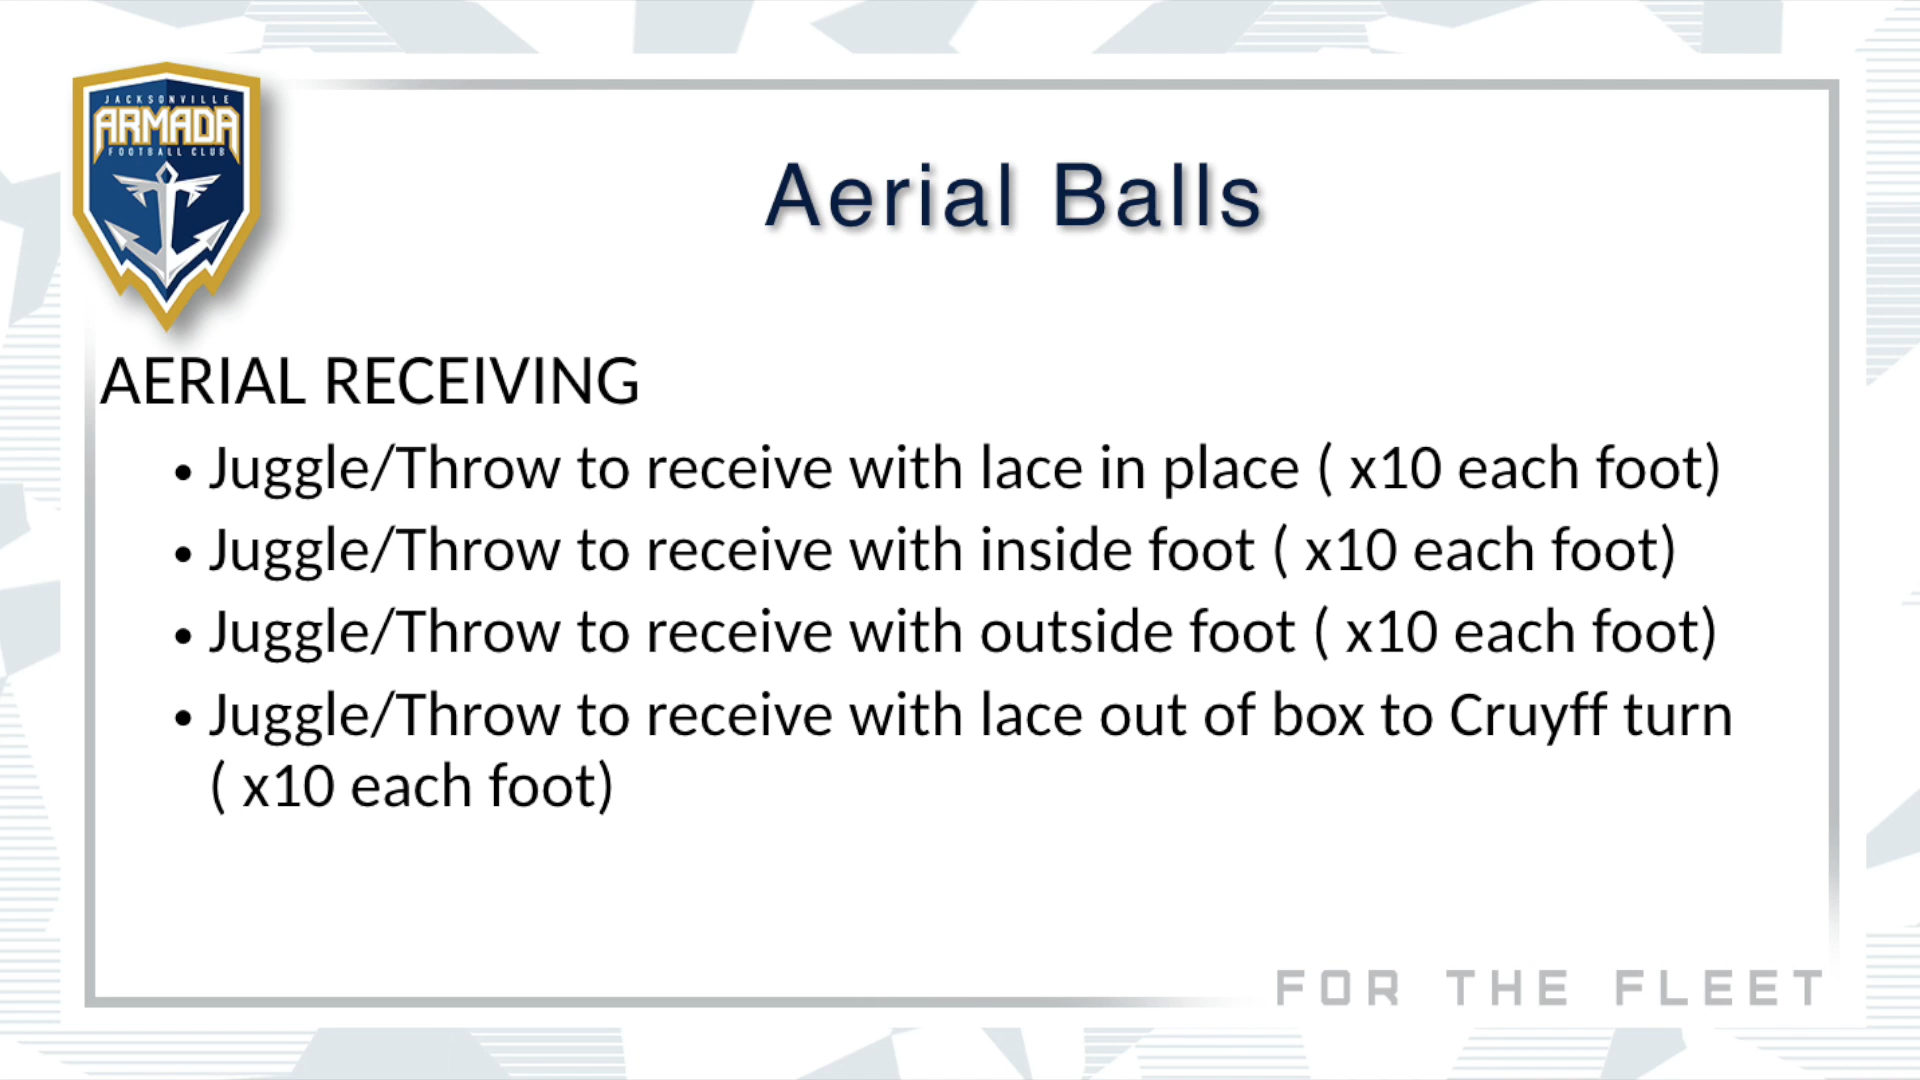 JACKSONVILLE
ARMADA
FOOTBALL CLUB
Aerial Balls
AERIAL RECEIVING
• Juggle/Throw to receive with lace in place ( x10 each foot)
• Juggle/Throw to receive with inside foot ( x10 each foot)
• Juggle/Throw to receive with outside foot ( x10 each foot)
• Juggle/Throw to receive with lace out of box to Cruyff turn
( x10 each foot)
FOR THE FLEET